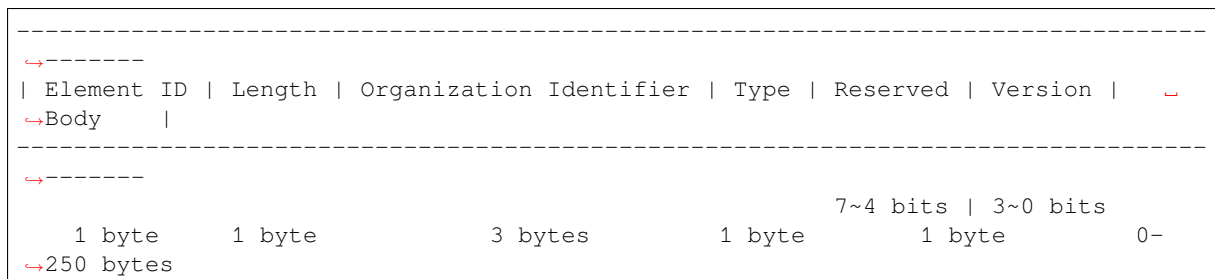 ------------------------------------------------------------------------------------
↪-------
| Element ID | Length | Organization Identifier | Type | Reserved | Version |   ␣
↪Body    |
------------------------------------------------------------------------------------
↪-------
                                                          7~4 bits | 3~0 bits
    1 byte     1 byte            3 bytes         1 byte        1 byte        0-
↪250 bytes